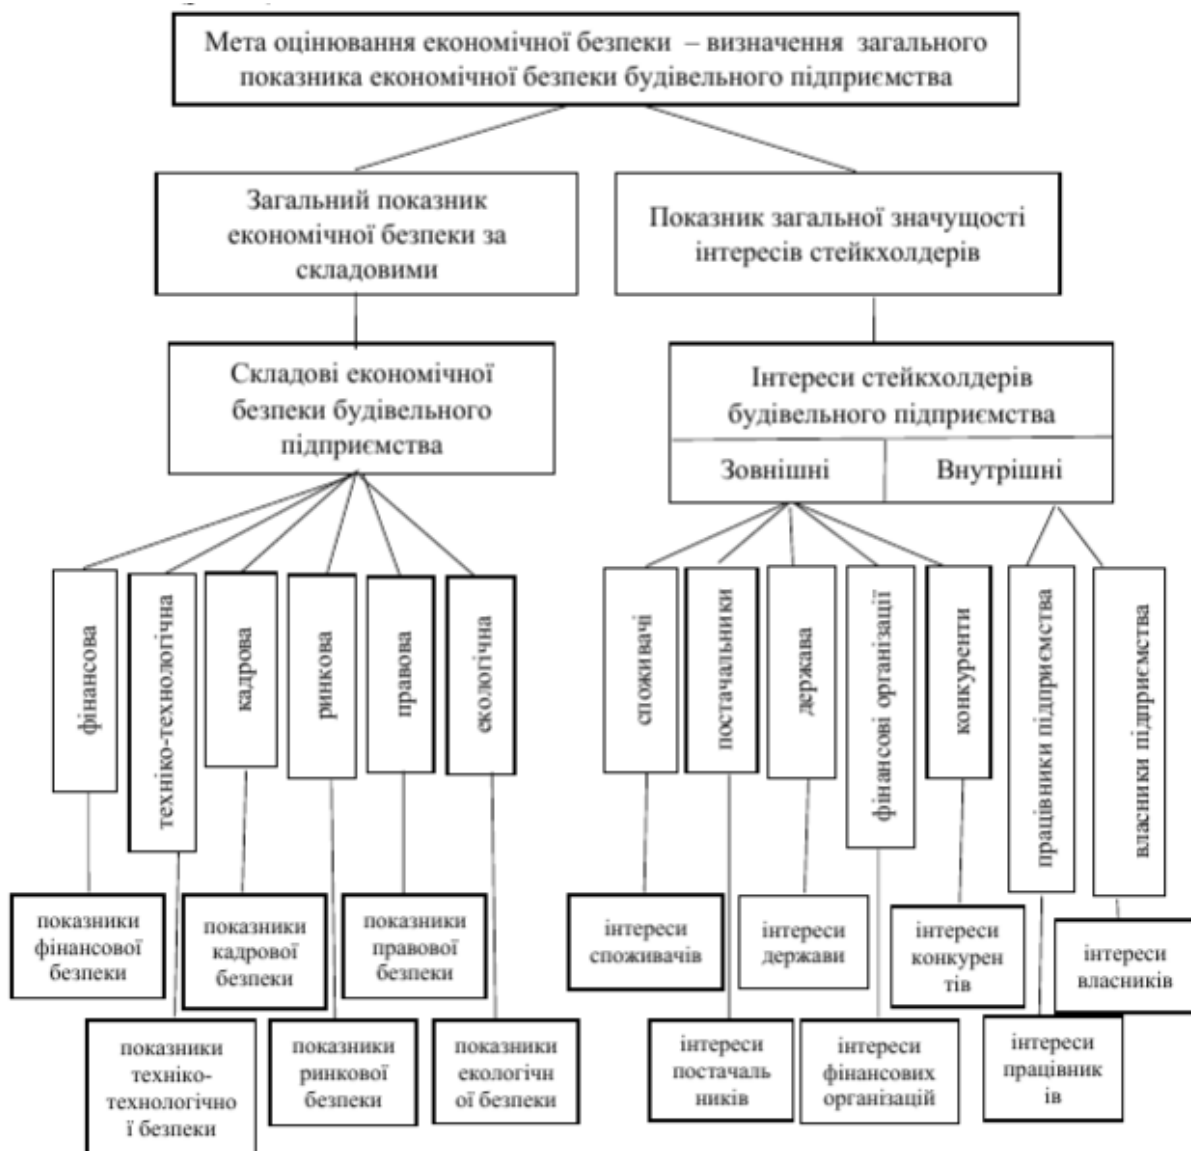 Мета оцінювання економічної безпеки – визначення загального
показника економічної безпеки будівельного підприємства
Загальний показник
економічної безпеки за
складовими
Показник загальної значущості
інтересів стейкхолдерів
Складові економічної
безпеки будівельного
підприємства
Інтереси стейкхолдерів
будівельного підприємства
Зовнішні
Внутрішні
фінансова
техніко-технологічна
кадрова
ринкова
правова
екологічна
споживачі
постачальники
держава
фінансові організації
конкуренти
працівники підприємства
власники підприємства
показники
фінансової
безпеки
показники
кадрової
безпеки
показники
правової
безпеки
інтереси
споживачів
інтереси
держави
інтереси
конкурен
тів
інтереси
власників
показники
техніко-
технологічно
ї безпеки
показники
ринкової
безпеки
показники
екологічн
ої безпеки
інтереси
постачаль
ників
інтереси
фінансових
організацій
інтереси
працівник
ів